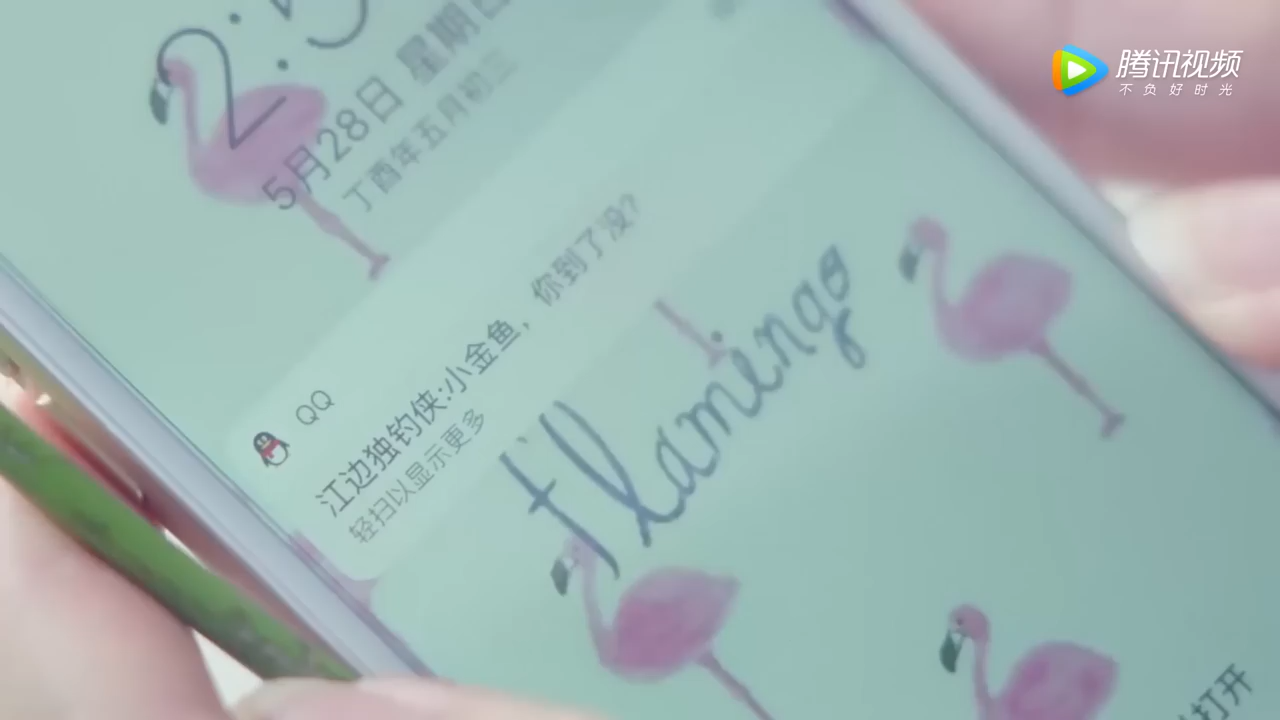 腾讯视频
不负好时光
2:5
5月28日 星期日
丁酉年五月初三
QQ
江边独钓侠:小金鱼，你到了没?
轻扫以显示更多
flamingo
打开